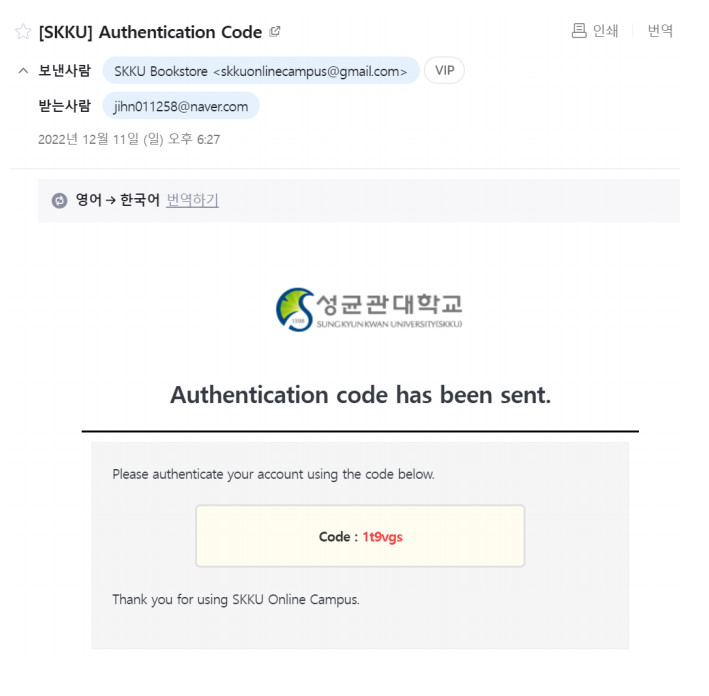 [SKKU] Authentication Code
인쇄
번역
보낸사람 SKKU Bookstore <skkuonlinecampus@gmail.com> VIP
받는사람 jihn011258@naver.com
2022년 12월 11일 (일) 오후 6:27
영어 → 한국어 번역하기
1398
성균관대학교
SUNGKYUNKWAN UNIVERSITY(SKKU)
Authentication code has been sent.
Please authenticate your account using the code below.
Code : 1t9vgs
Thank you for using SKKU Online Campus.